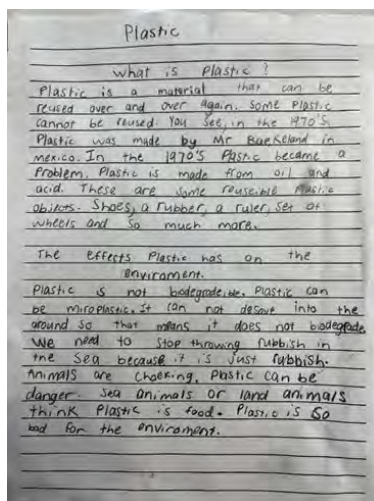 Plastic
what is plastic?
Plastic is a material that can be
reused over and over again. Some Plastic
cannot be reused. You see, in the 1970's
Plastic was made by Mr Baekeland in
mexico. In the 1970's Plastic became a
Problem. Plastic is made from oil and
acid. These are some reuseible Plastic
objects. Shoes, a rubber, a ruler, set of
wheels and so much more.
The effects Plastic has on the
enviroment.
Plastic is not biodegradeible. Plastic can
be miroplastic. It can not desove into the
around so that means it does not biodegrade
We need to stop throwing rubbish in
the sea because it is just rubbish.
Animals are choeking, Plastic can be
danger. Sea animals or land animals
think Plastic is food. Plastic is so
bad for the enviroment.